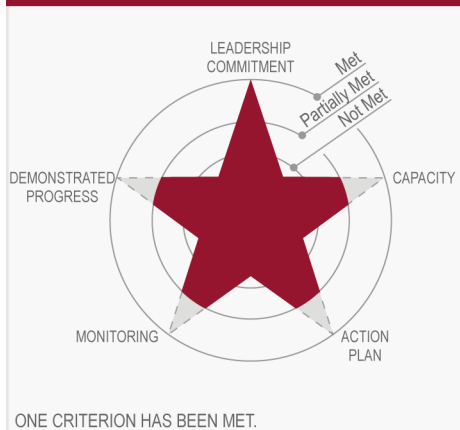 LEADERSHIP
COMMITMENT
Met
Partially Met
Not Met
DEMONSTRATED
PROGRESS
CAPACITY
MONITORING
ACTION
PLAN
ONE CRITERION HAS BEEN MET.